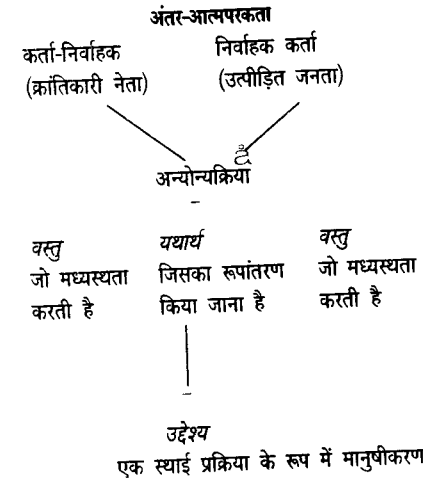 अंतर-आत्मपरकता
कर्ता-निर्वाहक निर्वाहक कर्ता
(क्रांतिकारी नेता) (उत्पीड़ित जनता)
अन्योन्यक्रिया
वस्तु यथार्थ वस्तु
जो मध्यस्थता जिसका रूपांतरण जो मध्यस्थता
करती है किया जाना है करती है
उद्देश्य
एक स्थाई प्रक्रिया के रूप में मानुषीकरण